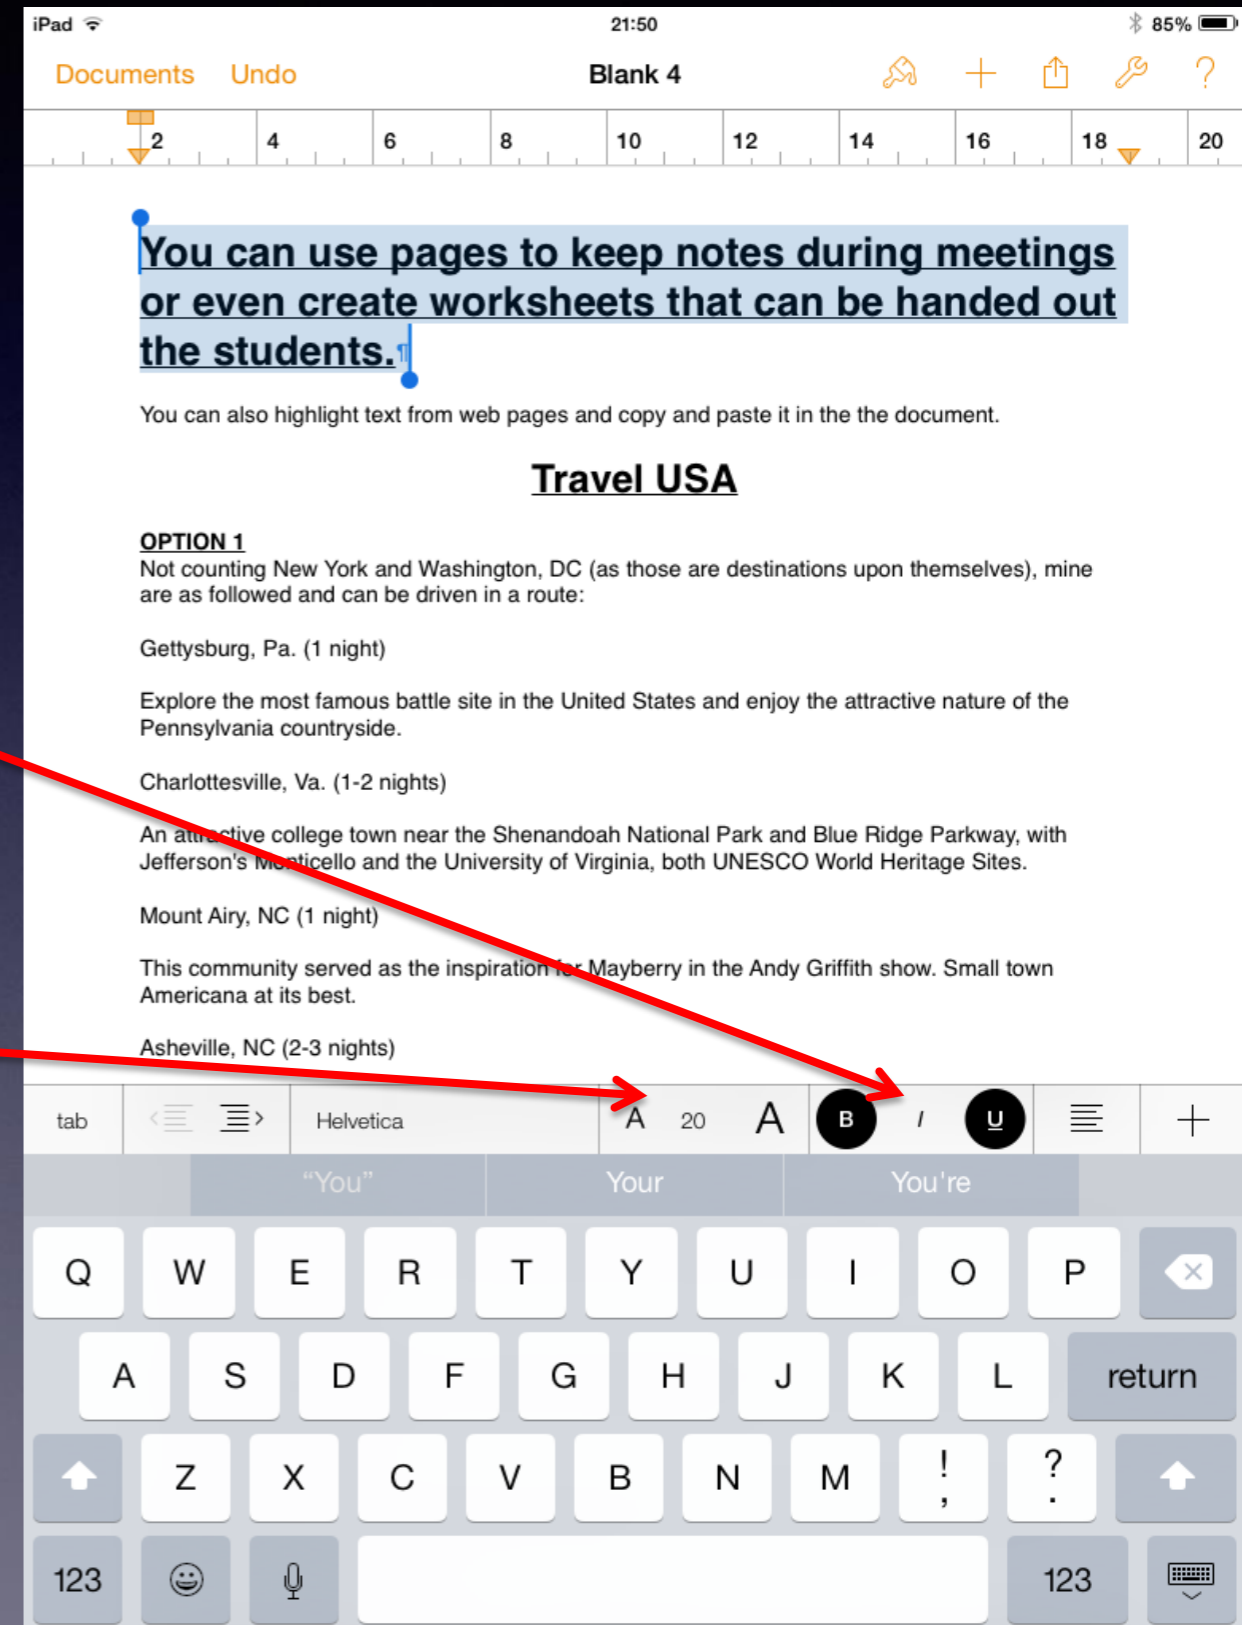 iPad 21:50 85%
Documents Undo Blank 4 ?
2 4 6 8 10 12 14 16 18 20
You can use pages to keep notes during meetings
or even create worksheets that can be handed out
the students.¶
You can also highlight text from web pages and copy and paste it in the the document.
Travel USA
OPTION 1
Not counting New York and Washington, DC (as those are destinations upon themselves), mine
are as followed and can be driven in a route:
Gettysburg, Pa. (1 night)
Explore the most famous battle site in the United States and enjoy the attractive nature of the
Pennsylvania countryside.
Charlottesville, Va. (1-2 nights)
An attractive college town near the Shenandoah National Park and Blue Ridge Parkway, with
Jefferson's Monticello and the University of Virginia, both UNESCO World Heritage Sites.
Mount Airy, NC (1 night)
This community served as the inspiration for Mayberry in the Andy Griffith show. Small town
Americana at its best.
Asheville, NC (2-3 nights)
tab Helvetica A 20 A B I U
“You” Your You're
Q W E R T Y U I O P
A S D F G H J K L return
Z X C V B N M ! , ? .
123 123